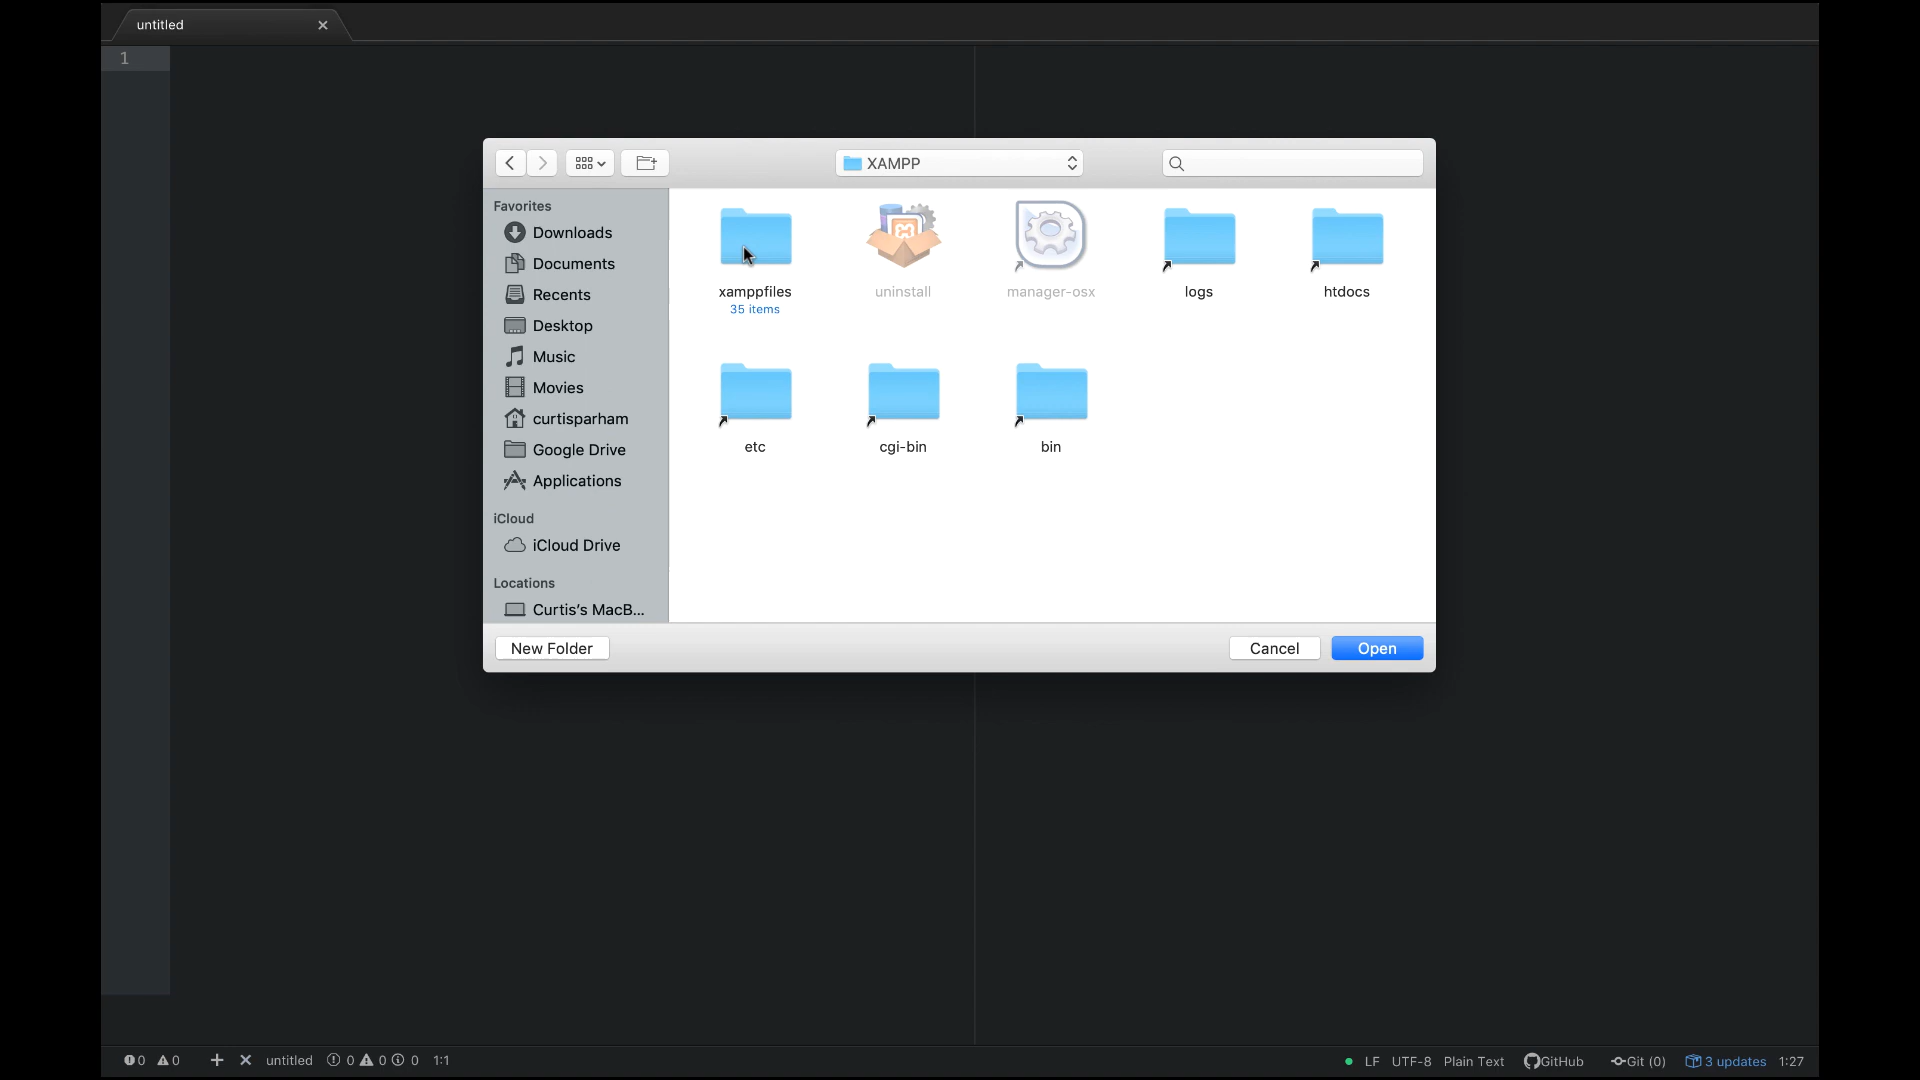 untitled
1
XAMPP
Favorites
Downloads
Documents
Recents
Desktop
Music
Movies
curtisparham
Google Drive
Applications
iCloud
iCloud Drive
Locations
Curtis's MacB...
xamppfiles
35 items
uninstall
manager-osx
logs
htdocs
etc
cgi-bin
bin
New Folder
Cancel
Open
0 0 untitled 0 0 0 1:1
LF UTF-8 Plain Text GitHub Git (0) 3 updates 1:27